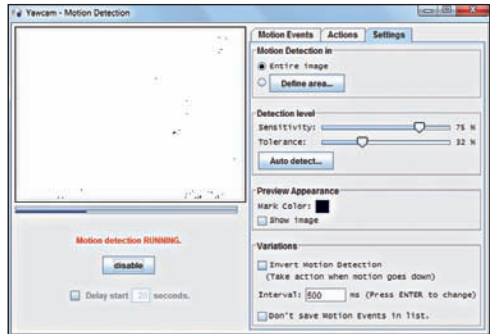 Yawcam - Motion Detection
Motion Events Actions Settings
Motion Detection in
Entire image
Define area...
Detection level
Sensitivity: 75 %
Tolerance: 32 %
Auto detect...
Preview Appearance
Mark Color:
Show image
Motion detection RUNNING.
disable
Delay start 20 seconds.
Variations
Invert Motion Detection
(Take action when motion goes down)
Interval: 500 ms (Press ENTER to change)
Don't save Motion Events in list.